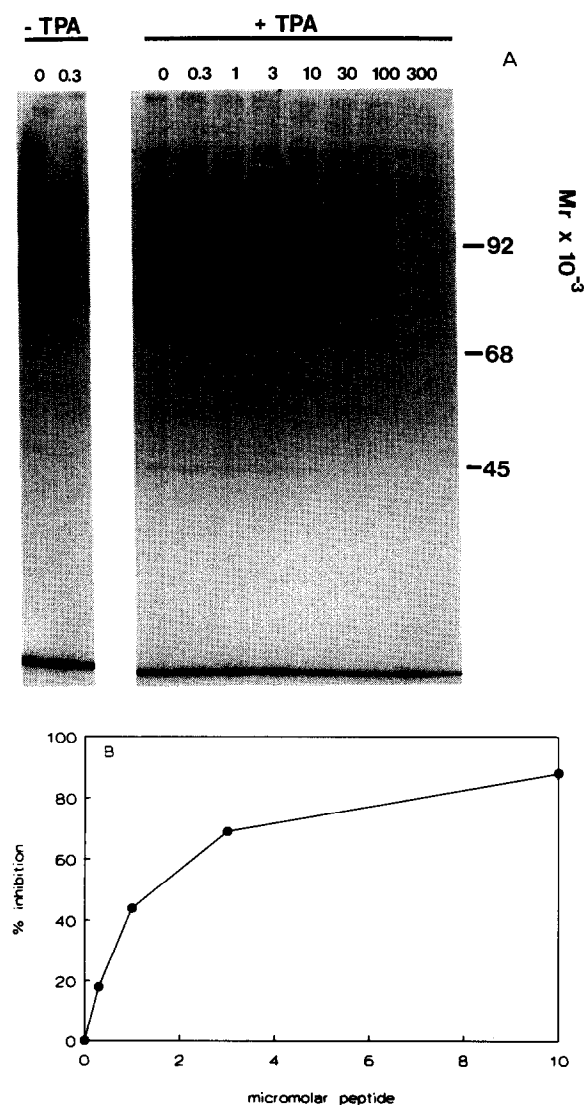 - TPA + TPA
A
0 0.3 0 0.3 1 3 10 30 100 300
Mr x 10-3
92
68
45
B
100
80
60
40
20
0
% inhibition
0 2 4 6 8 10
micromolar peptide